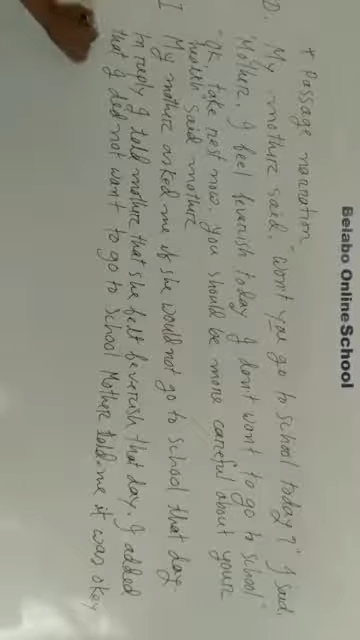 Belabo Online School
* Passage narration
D. My mother said, "Won't you go to school today?" I said,
"Mother, I feel feverish today I don't want to go to school"
"Ok, take rest now. You should be more careful about your
health" said mother
I My mother asked me if she would not go to school that day
In reply I told mother that she felt feverish that day. I added
that I did not want to go to school Mother told me it was okey